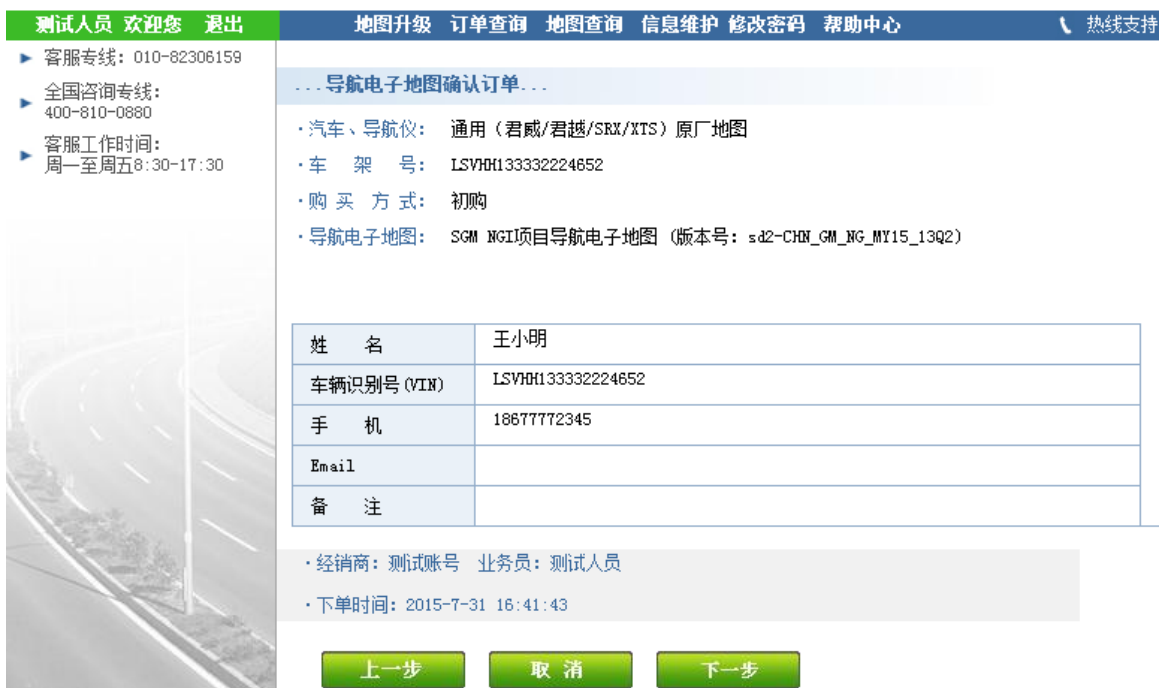 测试人员 欢迎您 退出
地图升级 订单查询 地图查询 信息维护 修改密码 帮助中心
热线支持
客服专线：010-82306159
全国咨询专线：
400-810-0880
客服工作时间：
周一至周五8:30-17:30
...导航电子地图确认订单...
·汽车、导航仪： 通用（君威/君越/SRX/XTS）原厂地图
·车 架 号： LSVHH133332224652
·购 买 方 式： 初购
·导航电子地图： SGM NGI项目导航电子地图（版本号：sd2-CHN_GM_NG_MY15_13Q2）
姓 名 王小明
车辆识别号(VIN) LSVHH133332224652
手 机 18677772345
Email
备 注
·经销商：测试账号 业务员：测试人员
·下单时间：2015-7-31 16:41:43
上一步 取 消 下一步